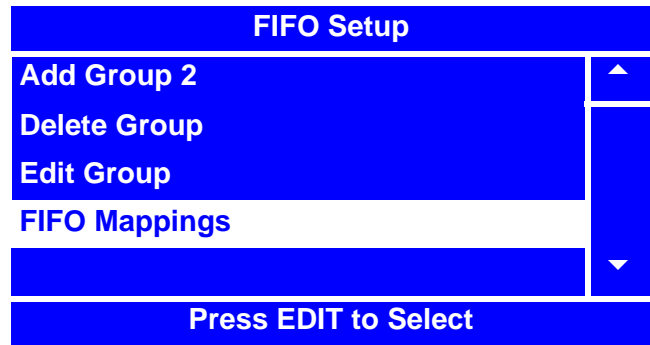 FIFO Setup
Add Group 2
Delete Group
Edit Group
FIFO Mappings
Press EDIT to Select